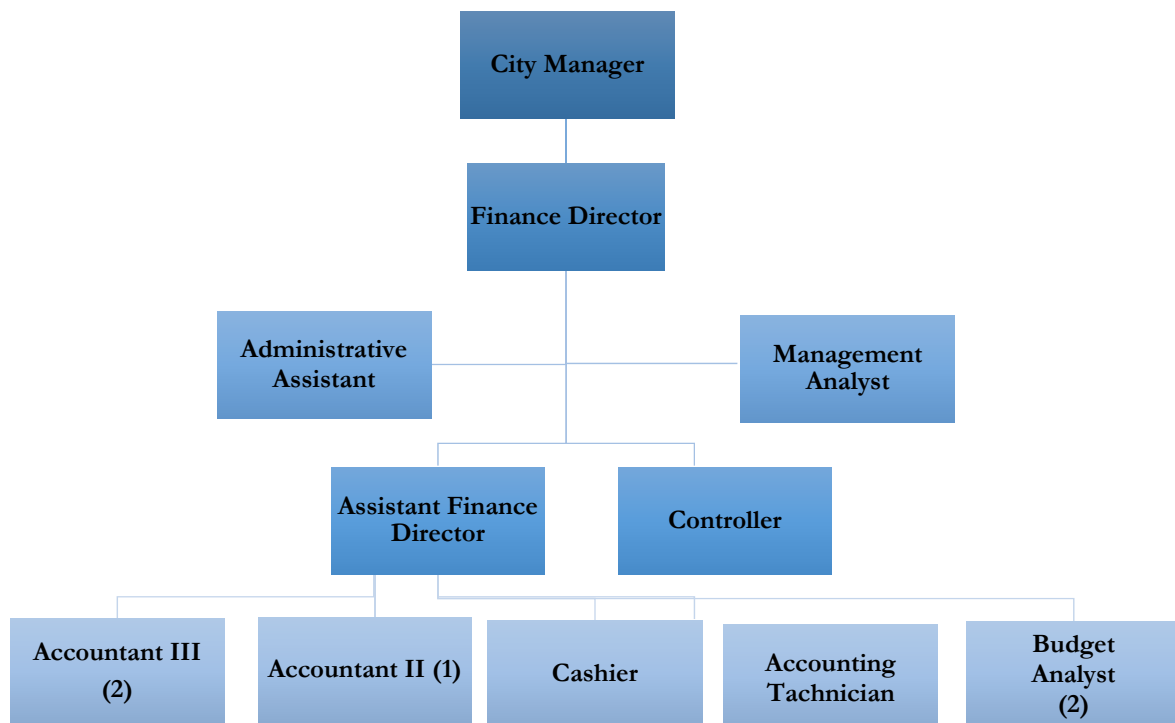 City Manager
Finance Director
Administrative
Assistant
Management
Analyst
Assistant Finance
Director
Controller
Accountant III
(2)
Accountant II (1)
Cashier
Accounting
Tachnician
Budget
Analyst
(2)